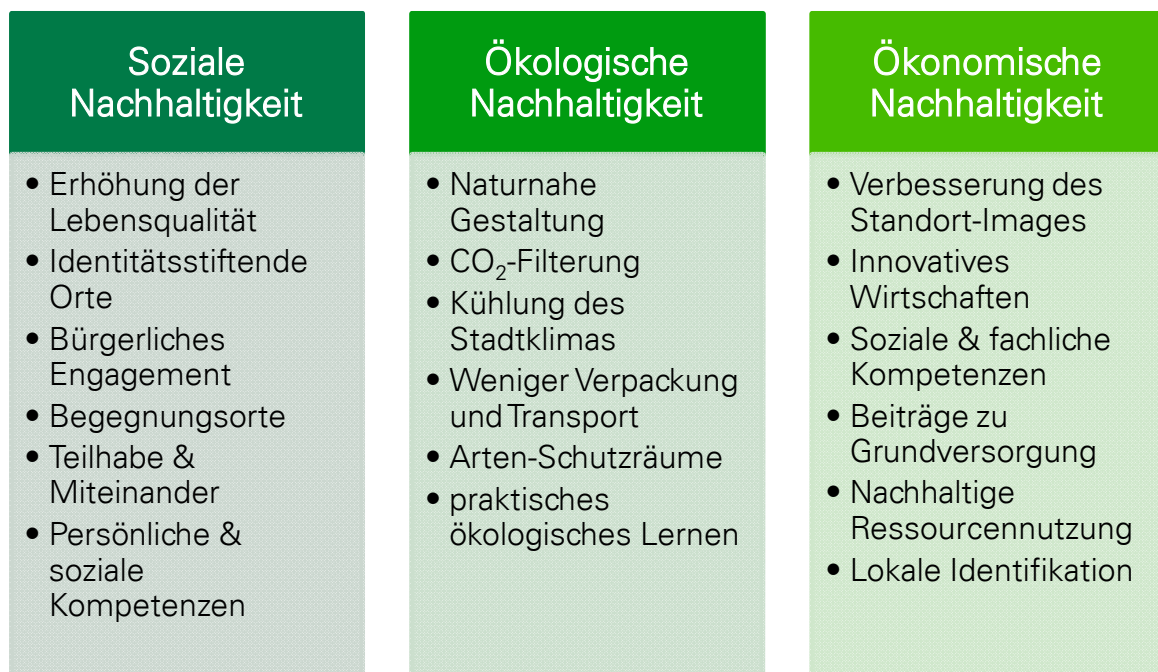 Soziale
Nachhaltigkeit
• Erhöhung der
Lebensqualität
• Identitätsstiftende
Orte
• Bürgerliches
Engagement
• Begegnungsorte
• Teilhabe &
Miteinander
• Persönliche &
soziale
Kompetenzen
Ökologische
Nachhaltigkeit
• Naturnahe
Gestaltung
• CO₂-Filterung
• Kühlung des
Stadtklimas
• Weniger Verpackung
und Transport
• Arten-Schutzräume
• praktisches
ökologisches Lernen
Ökonomische
Nachhaltigkeit
• Verbesserung des
Standort-Images
• Innovatives
Wirtschaften
• Soziale & fachliche
Kompetenzen
• Beiträge zu
Grundversorgung
• Nachhaltige
Ressourcennutzung
• Lokale Identifikation